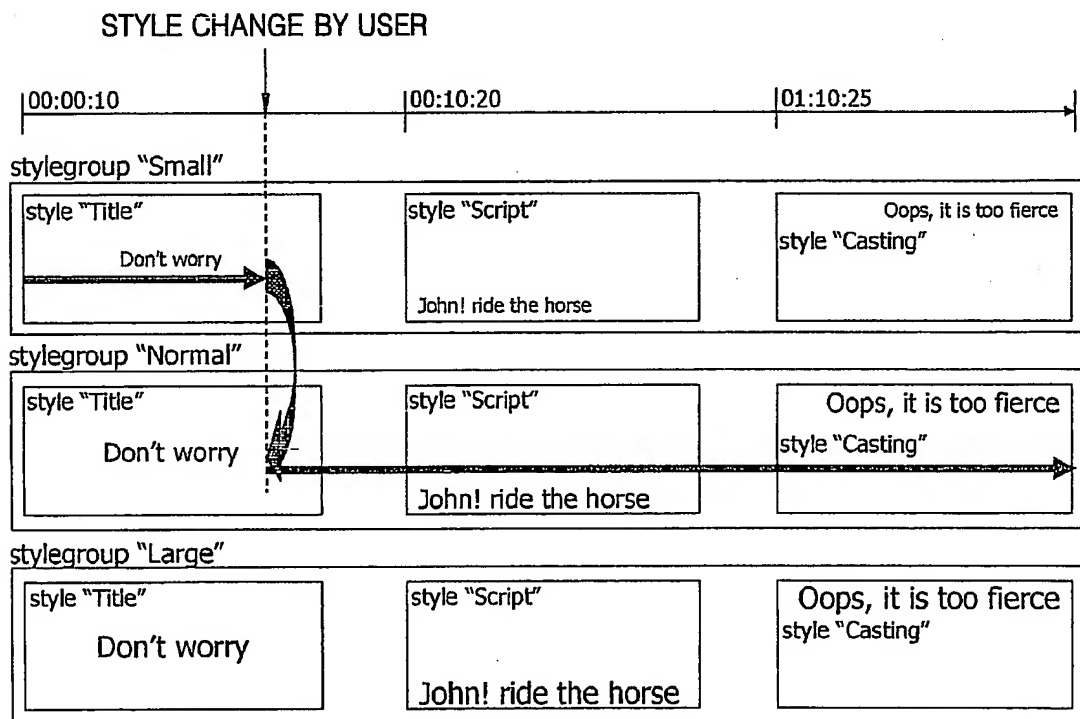 STYLE CHANGE BY USER
00:00:10
00:10:20
01:10:25
stylegroup “Small”
style “Title”
Don’t worry
style “Script”
John! ride the horse
Oops, it is too fierce
style “Casting”
stylegroup “Normal”
style “Title”
Don’t worry
style “Script”
John! ride the horse
Oops, it is too fierce
style “Casting”
stylegroup “Large”
style “Title”
Don’t worry
style “Script”
John! ride the horse
Oops, it is too fierce
style “Casting”